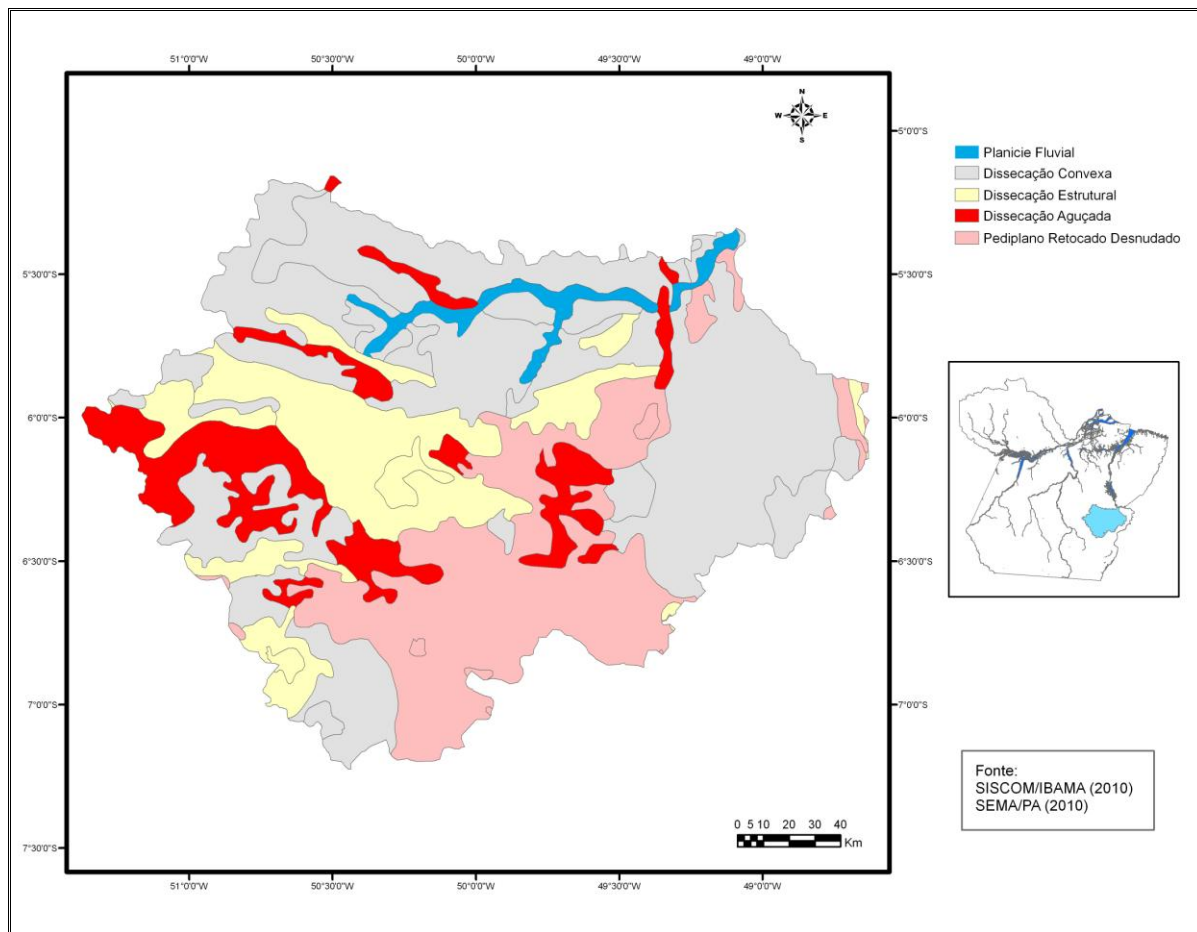 51°0'0"W 50°30'0"W 50°0'0"W 49°30'0"W 49°0'0"W
N
W E
S
5°0'0"S
Planicie Fluvial
Dissecação Convexa
Dissecação Estrutural
Dissecação Aguçada
Pediplano Retocado Desnudado
5°30'0"S 5°30'0"S
6°0'0"S 6°0'0"S
6°30'0"S 6°30'0"S
7°0'0"S 7°0'0"S
Fonte:
SISCOM/IBAMA (2010)
SEMA/PA (2010)
0 5 10 20 30 40
Km
7°30'0"S
51°0'0"W 50°30'0"W 50°0'0"W 49°30'0"W 49°0'0"W